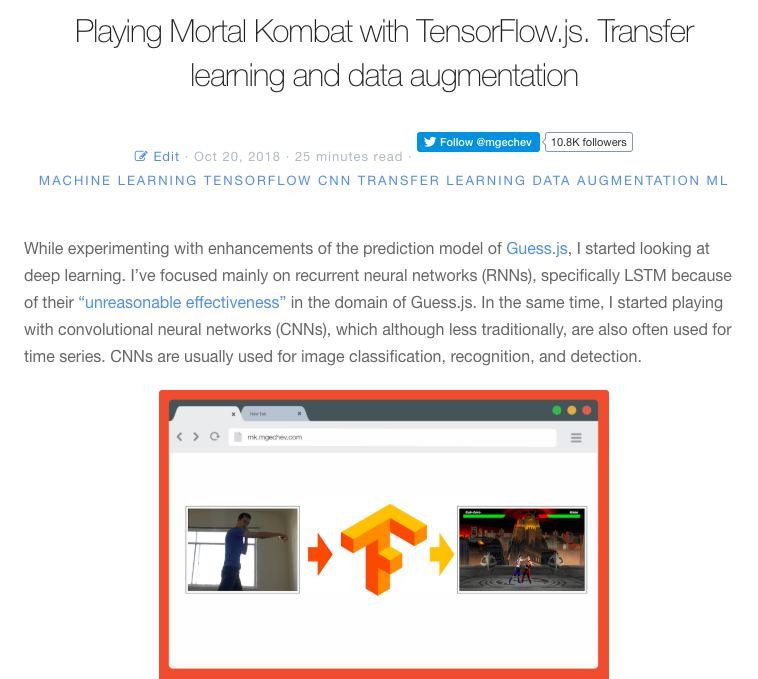 Playing Mortal Kombat with TensorFlow.js. Transfer
learning and data augmentation
Edit · Oct 20, 2018 · 25 minutes read ·
Follow @mgechev
10.8K followers
MACHINE LEARNING TENSORFLOW CNN TRANSFER LEARNING DATA AUGMENTATION ML
While experimenting with enhancements of the prediction model of Guess.js, I started looking at
deep learning. I've focused mainly on recurrent neural networks (RNNs), specifically LSTM because
of their “unreasonable effectiveness” in the domain of Guess.js. In the same time, I started playing
with convolutional neural networks (CNNs), which although less traditionally, are also often used for
time series. CNNs are usually used for image classification, recognition, and detection.
New Tab
mk.mgechev.com
Sub-Zero
Kano